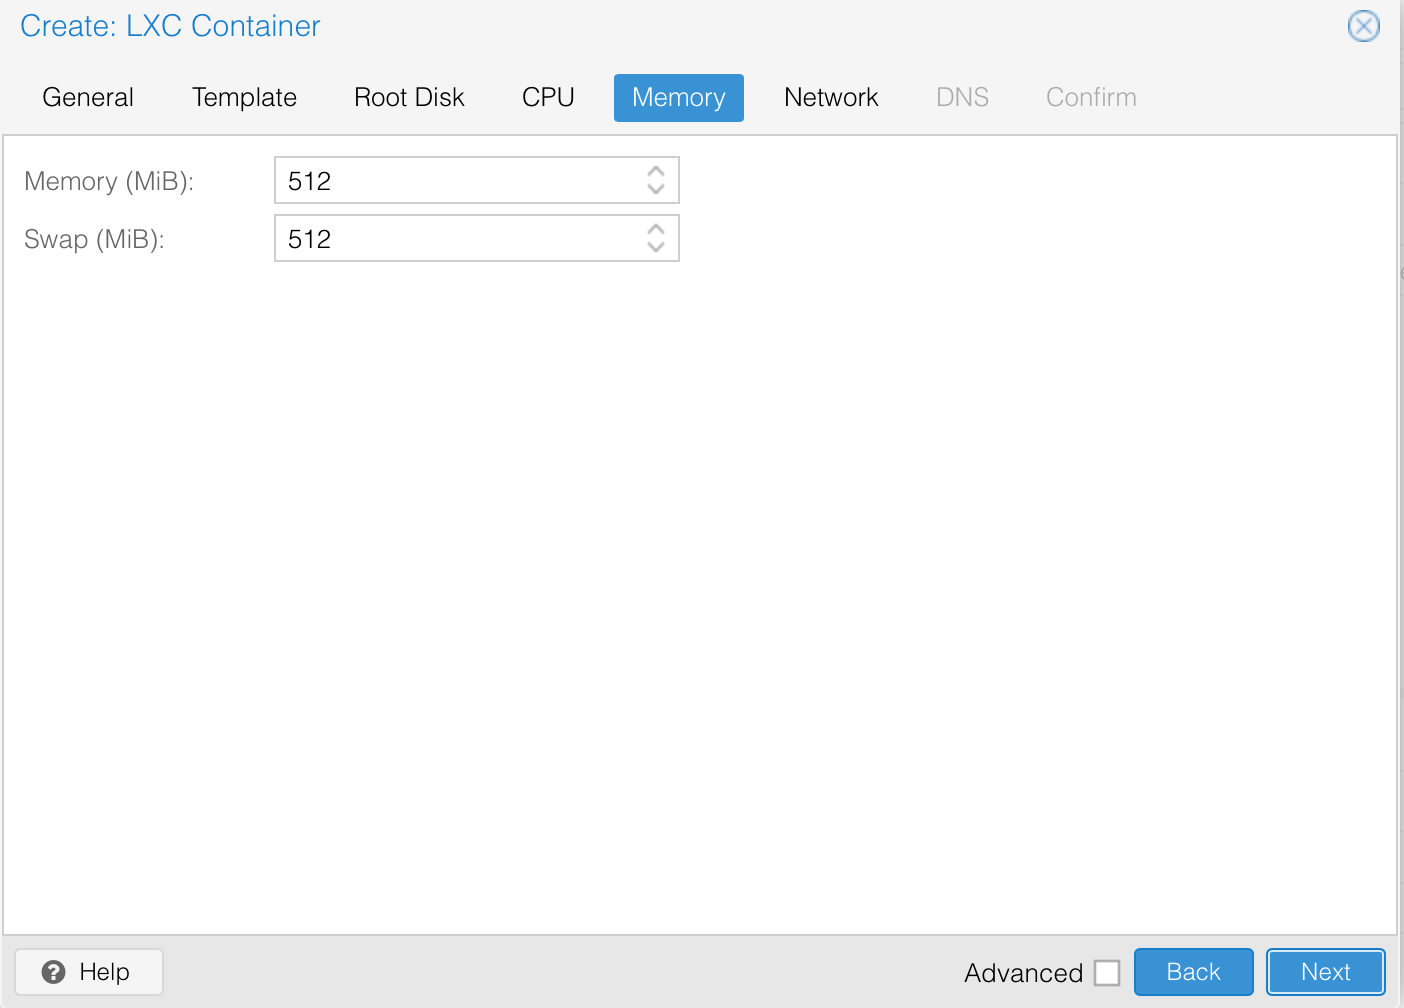 Create: LXC Container
General Template Root Disk CPU Memory Network DNS Confirm
Memory (MiB): 512
Swap (MiB): 512
Help Advanced Back Next